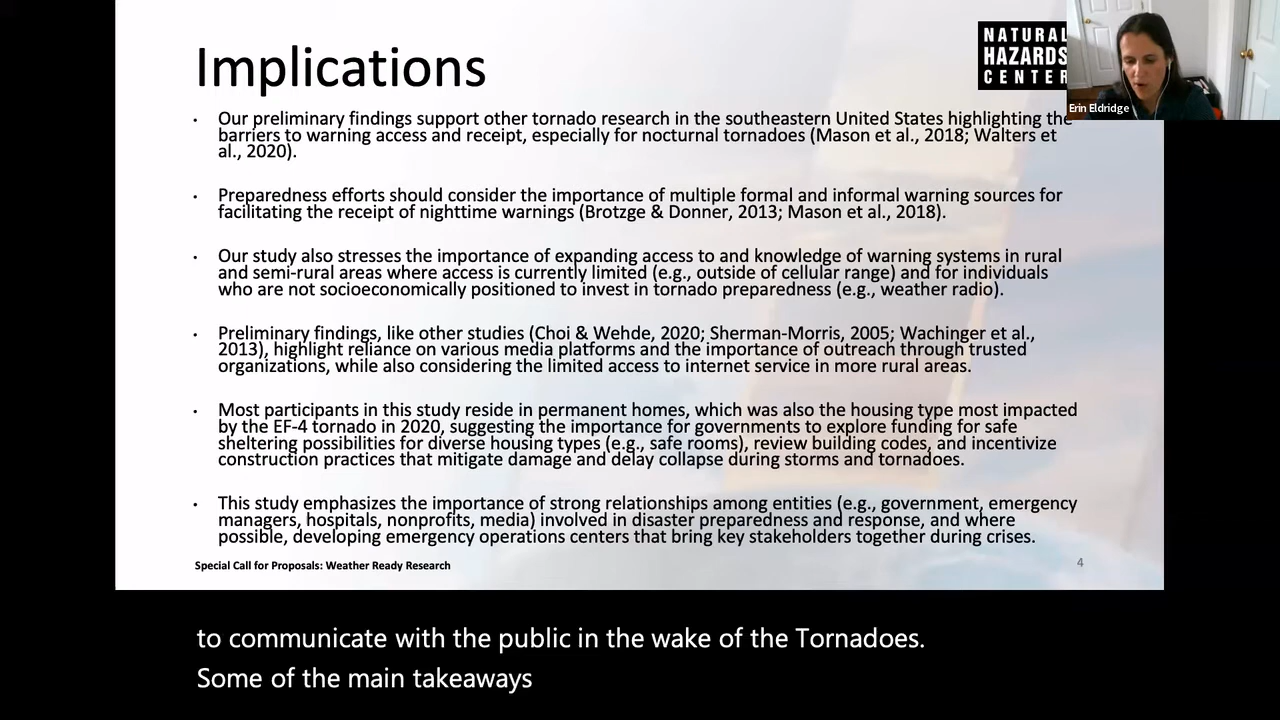 Implications
NATURAL
HAZARDS
CENTER
Erin Eldridge
• Our preliminary findings support other tornado research in the southeastern United States highlighting the
barriers to warning access and receipt, especially for nocturnal tornadoes (Mason et al., 2018; Walters et
al., 2020).
• Preparedness efforts should consider the importance of multiple formal and informal warning sources for
facilitating the receipt of nighttime warnings (Brotzge & Donner, 2013; Mason et al., 2018).
• Our study also stresses the importance of expanding access to and knowledge of warning systems in rural
and semi-rural areas where access is currently limited (e.g., outside of cellular range) and for individuals
who are not socioeconomically positioned to invest in tornado preparedness (e.g., weather radio).
• Preliminary findings, like other studies (Choi & Wehde, 2020; Sherman-Morris, 2005; Wachinger et al.,
2013), highlight reliance on various media platforms and the importance of outreach through trusted
organizations, while also considering the limited access to internet service in more rural areas.
• Most participants in this study reside in permanent homes, which was also the housing type most impacted
by the EF-4 tornado in 2020, suggesting the importance for governments to explore funding for safe
sheltering possibilities for diverse housing types (e.g., safe rooms), review building codes, and incentivize
construction practices that mitigate damage and delay collapse during storms and tornadoes.
• This study emphasizes the importance of strong relationships among entities (e.g., government, emergency
managers, hospitals, nonprofits, media) involved in disaster preparedness and response, and where
possible, developing emergency operations centers that bring key stakeholders together during crises.
Special Call for Proposals: Weather Ready Research
4
to communicate with the public in the wake of the Tornadoes.
Some of the main takeaways